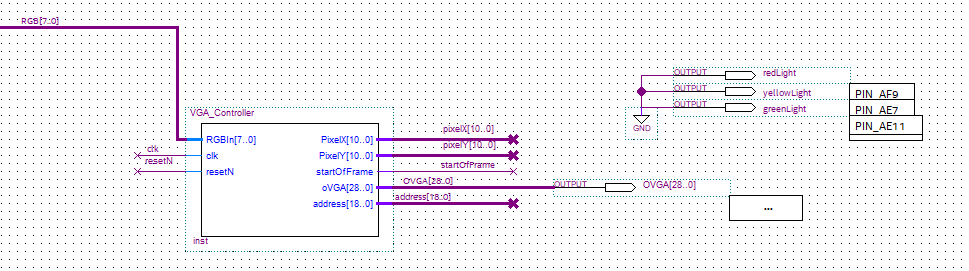 RGB[7..0]
VGA_Controller
RGBIn[7..0]
clk
resetN
PixelX[10..0]
PixelY[10..0]
startOfFrame
oVGA[28..0]
address[18..0]
inst
clk
resetN
pixelX[10..0]
pixelY[10..0]
startOfFrame
OVGA[28..0]
address[18..0]
OUTPUT
OVGA[28..0]
...
OUTPUT
redLight
OUTPUT
yellowLight
OUTPUT
greenLight
GND
PIN_AF9
PIN_AE7
PIN_AE11